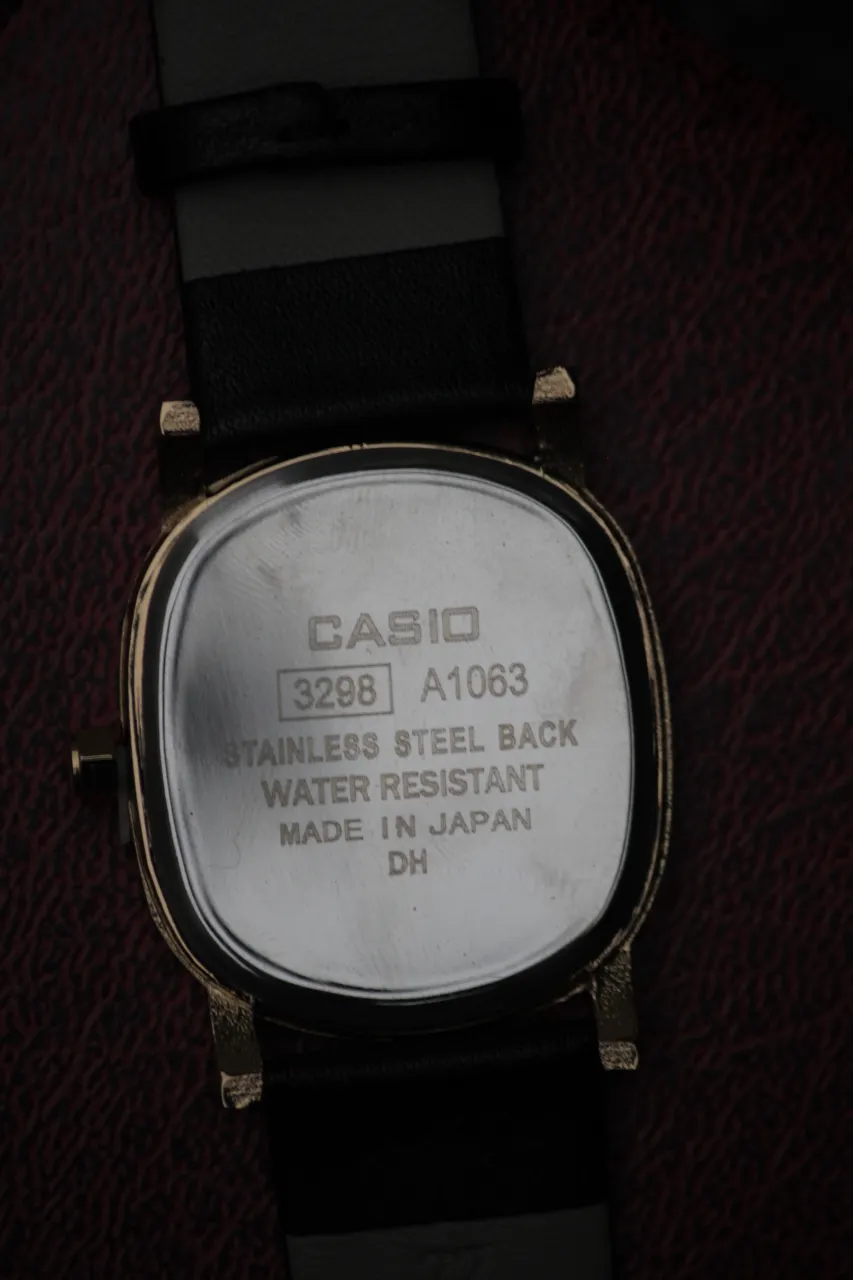 CASIO
3298 A1063
STAINLESS STEEL BACK
WATER RESISTANT
MADE IN JAPAN
DH